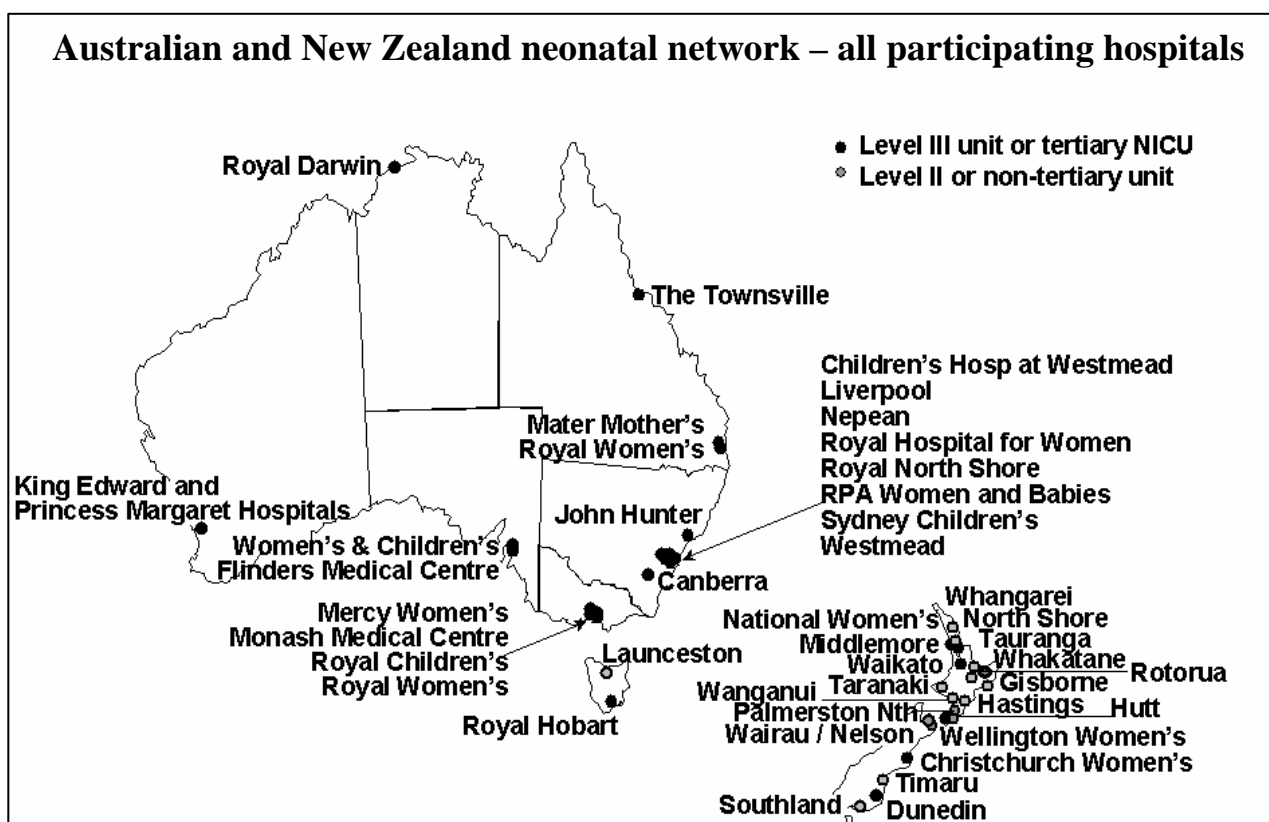 Australian and New Zealand neonatal network – all participating hospitals
Level III unit or tertiary NICU
Level II or non-tertiary unit
Royal Darwin
The Townsville
Children's Hosp at Westmead
Liverpool
Nepean
Royal Hospital for Women
Royal North Shore
RPA Women and Babies
Sydney Children's
Westmead
Mater Mother's
Royal Women's
King Edward and
Princess Margaret Hospitals
John Hunter
Women's & Children's
Flinders Medical Centre
Canberra
Mercy Women's
Monash Medical Centre
Royal Children's
Royal Women's
Launceston
Royal Hobart
Whangarei
National Women's
North Shore
Middlemore
Tauranga
Waikato
Whakatane
Rotorua
Taranaki
Gisborne
Wanganui
Hastings
Hutt
Palmerston Nth
Wairau / Nelson
Wellington Women's
Christchurch Women's
Timaru
Southland
Dunedin